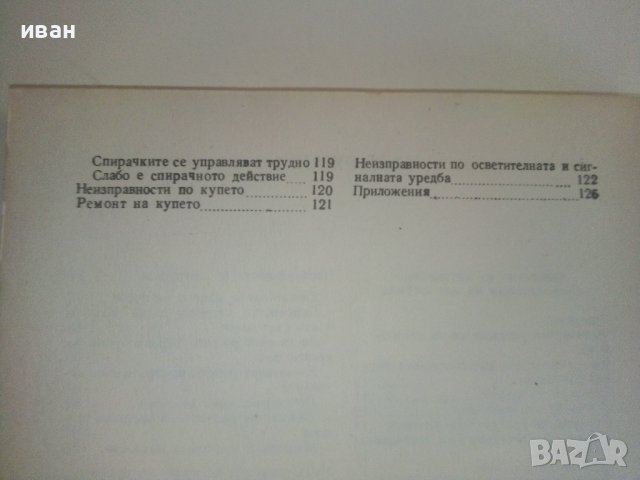 иван
Спирачките се управляват трудно 119
Слабо е спирачното действие 119
Неизправности по купето 120
Ремонт на купето 121
Неизправности по осветителната и сиг-
налната уредба 122
Приложения 126
BAZAR